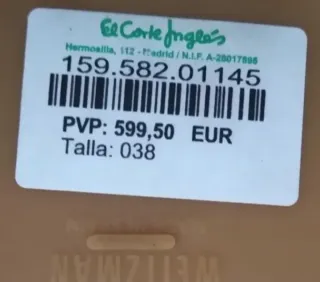 El Corte Inglés
Hermosilla, 112 - Madrid / N.I.F. A-28017895
159.582.01145
PVP: 599,50 EUR
Talla: 038
WEITZMAN